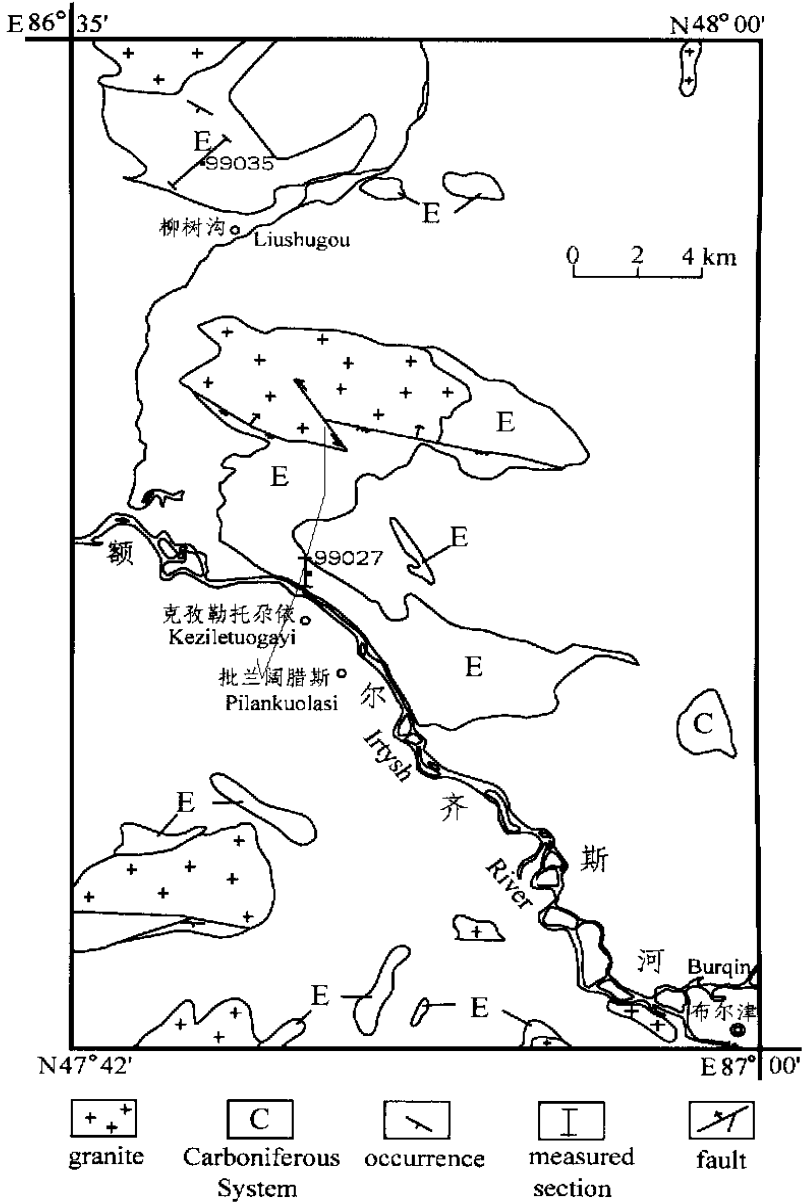 E 86° 35' N48° 00'
E
99035
E
柳树沟
Liushugou
0 2 4 km
E
E
E
99027
额
克孜勒托尕依
Keziletuogayi
E
批兰阔腊斯
Pilankuolasi
尔
C
Irtysh
E
齐
斯
River
河
Burqin
布尔津
E
E
N47°42' E 87° 00'
C
granite
Carboniferous System
occurrence
measured section
fault